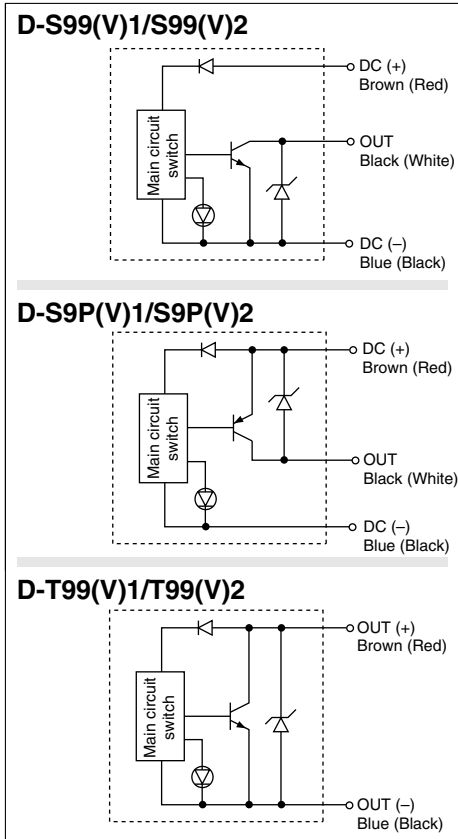 D-S99(V)1/S99(V)2
DC (+)
Brown (Red)
Main circuit
switch
OUT
Black (White)
DC (–)
Blue (Black)
D-S9P(V)1/S9P(V)2
DC (+)
Brown (Red)
Main circuit
switch
OUT
Black (White)
DC (–)
Blue (Black)
D-T99(V)1/T99(V)2
OUT (+)
Brown (Red)
Main circuit
switch
OUT (–)
Blue (Black)